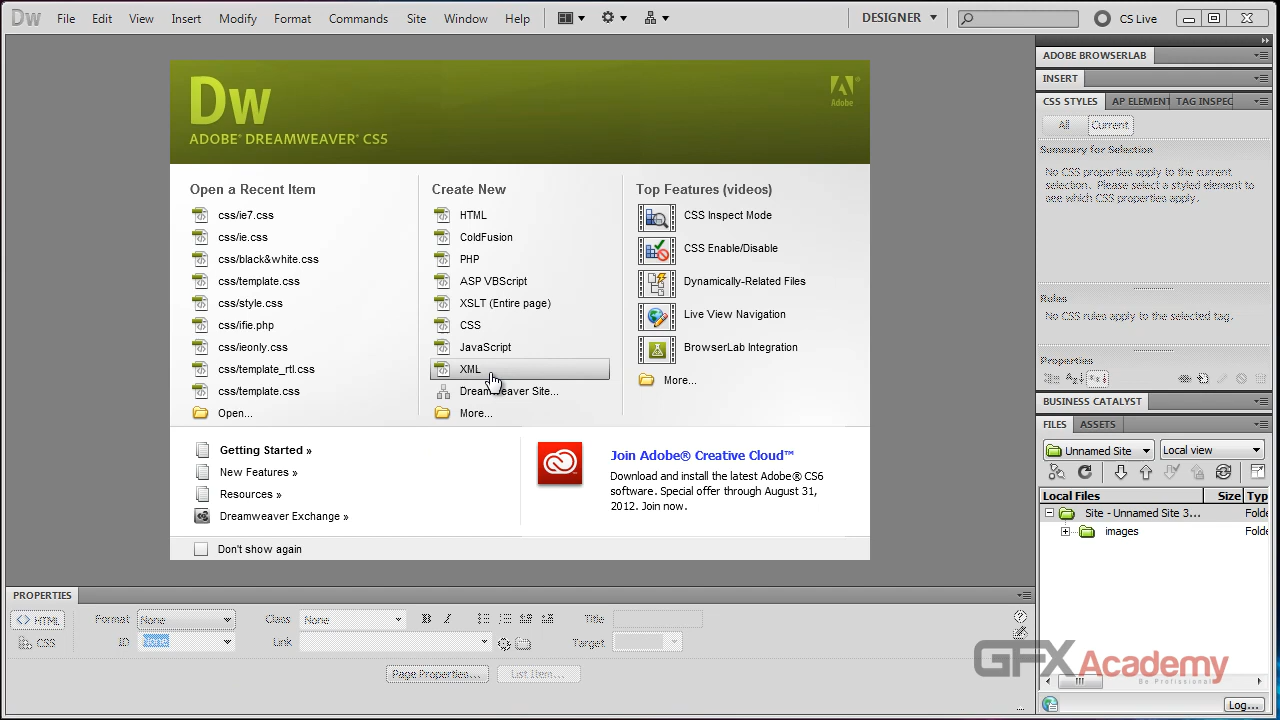 Dw File Edit View Insert Modify Format Commands Site Window Help DESIGNER CS Live
Dw
ADOBE® DREAMWEAVER® CS5
Adobe®
Open a Recent Item
css/ie7.css
css/ie.css
css/black&white.css
css/template.css
css/style.css
css/ifie.php
css/ieonly.css
css/template_rtl.css
css/template.css
Open...
Create New
HTML
ColdFusion
PHP
ASP VBScript
XSLT (Entire page)
CSS
JavaScript
XML
Dreamweaver Site...
More...
Top Features (videos)
CSS Inspect Mode
CSS Enable/Disable
Dynamically-Related Files
Live View Navigation
BrowserLab Integration
More...
Getting Started »
New Features »
Resources »
Dreamweaver Exchange »
Join Adobe® Creative Cloud™
Download and install the latest Adobe® CS6
software. Special offer through August 31,
2012. Join now.
Don't show again
ADOBE BROWSERLAB
INSERT
CSS STYLES AP ELEMENT TAG INSPEC
All Current
Summary for Selection
No CSS properties apply to the current
selection. Please select a styled element to
see which CSS properties apply.
Rules
No CSS rules apply to the selected tag.
Properties
BUSINESS CATALYST
FILES ASSETS
Unnamed Site Local view
Local Files Size Typ
Site - Unnamed Site 3... Folde
images Folde
Log...
PROPERTIES
<> HTML Format None Class None B I Title
CSS ID None Link Target
Page Properties... List Item...
GFXAcademy
Be Professional